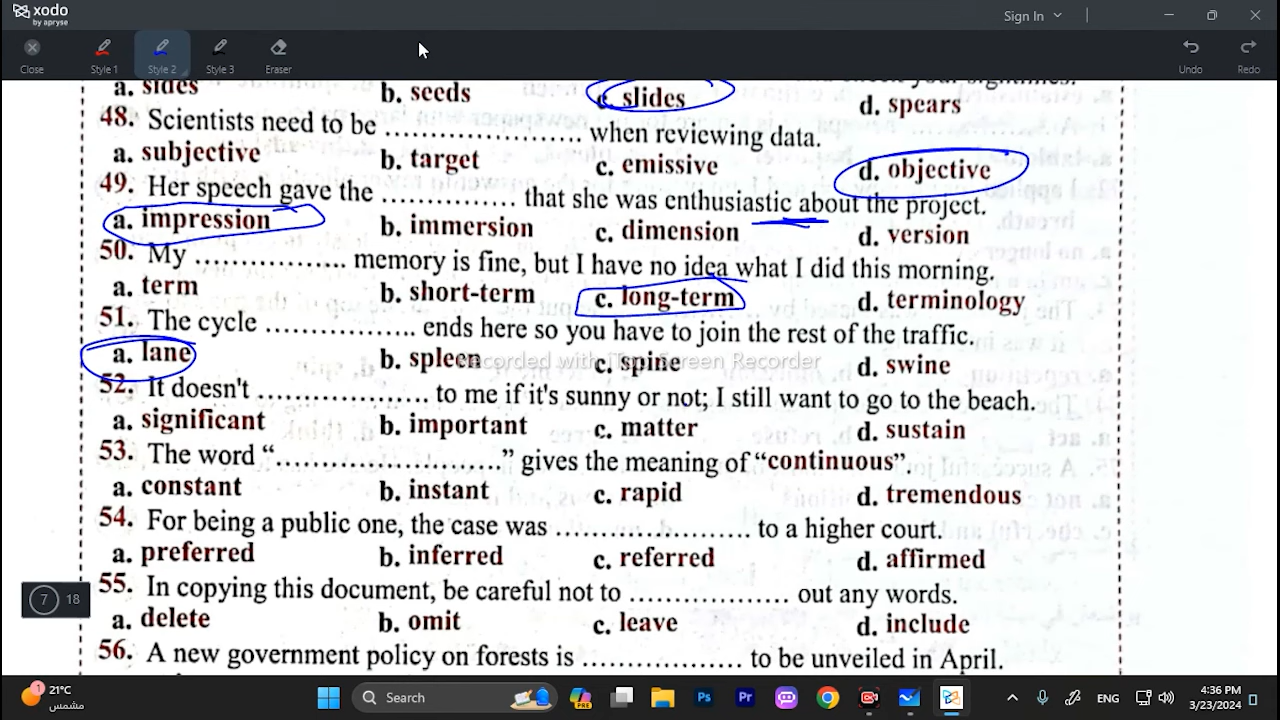 xodo
by apryse
Sign In
Close
Style 1
Style 2
Style 3
Eraser
Undo
Redo
a. sides b. seeds c. slides d. spears
48. Scientists need to be .................... when reviewing data.
a. subjective b. target c. emissive d. objective
49. Her speech gave the .............. that she was enthusiastic about the project.
a. impression b. immersion c. dimension d. version
50. My ................ memory is fine, but I have no idea what I did this morning.
a. term b. short-term c. long-term d. terminology
51. The cycle ................ ends here so you have to join the rest of the traffic.
a. lane b. spleen c. spine d. swine
Recorded with iTop Screen Recorder
52. It doesn't .................. to me if it's sunny or not; I still want to go to the beach.
a. significant b. important c. matter d. sustain
53. The word “........................” gives the meaning of “continuous”
a. constant b. instant c. rapid d. tremendous
54. For being a public one, the case was ..................... to a higher court.
a. preferred b. inferred c. referred d. affirmed
55. In copying this document, be careful not to ................. out any words.
a. delete b. omit c. leave d. include
56. A new government policy on forests is ................. to be unveiled in April.
7 18
1
21°C
مشمس
Search
PRE
Ps
Pr
ENG
4:36 PM
3/23/2024